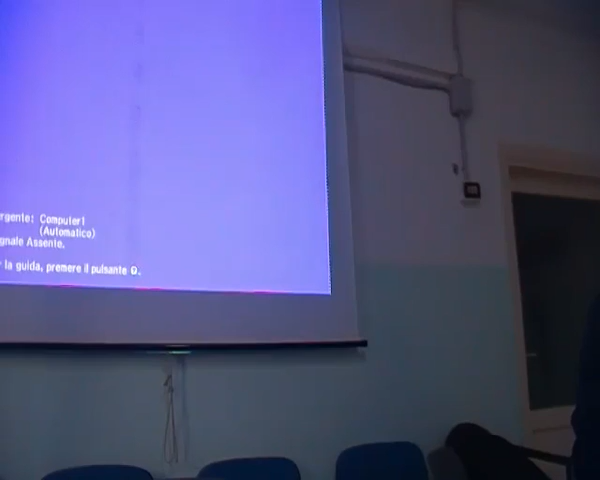 rgente: Computer1
(Automatico)
gnale Assente.
r la guida, premere il pulsante